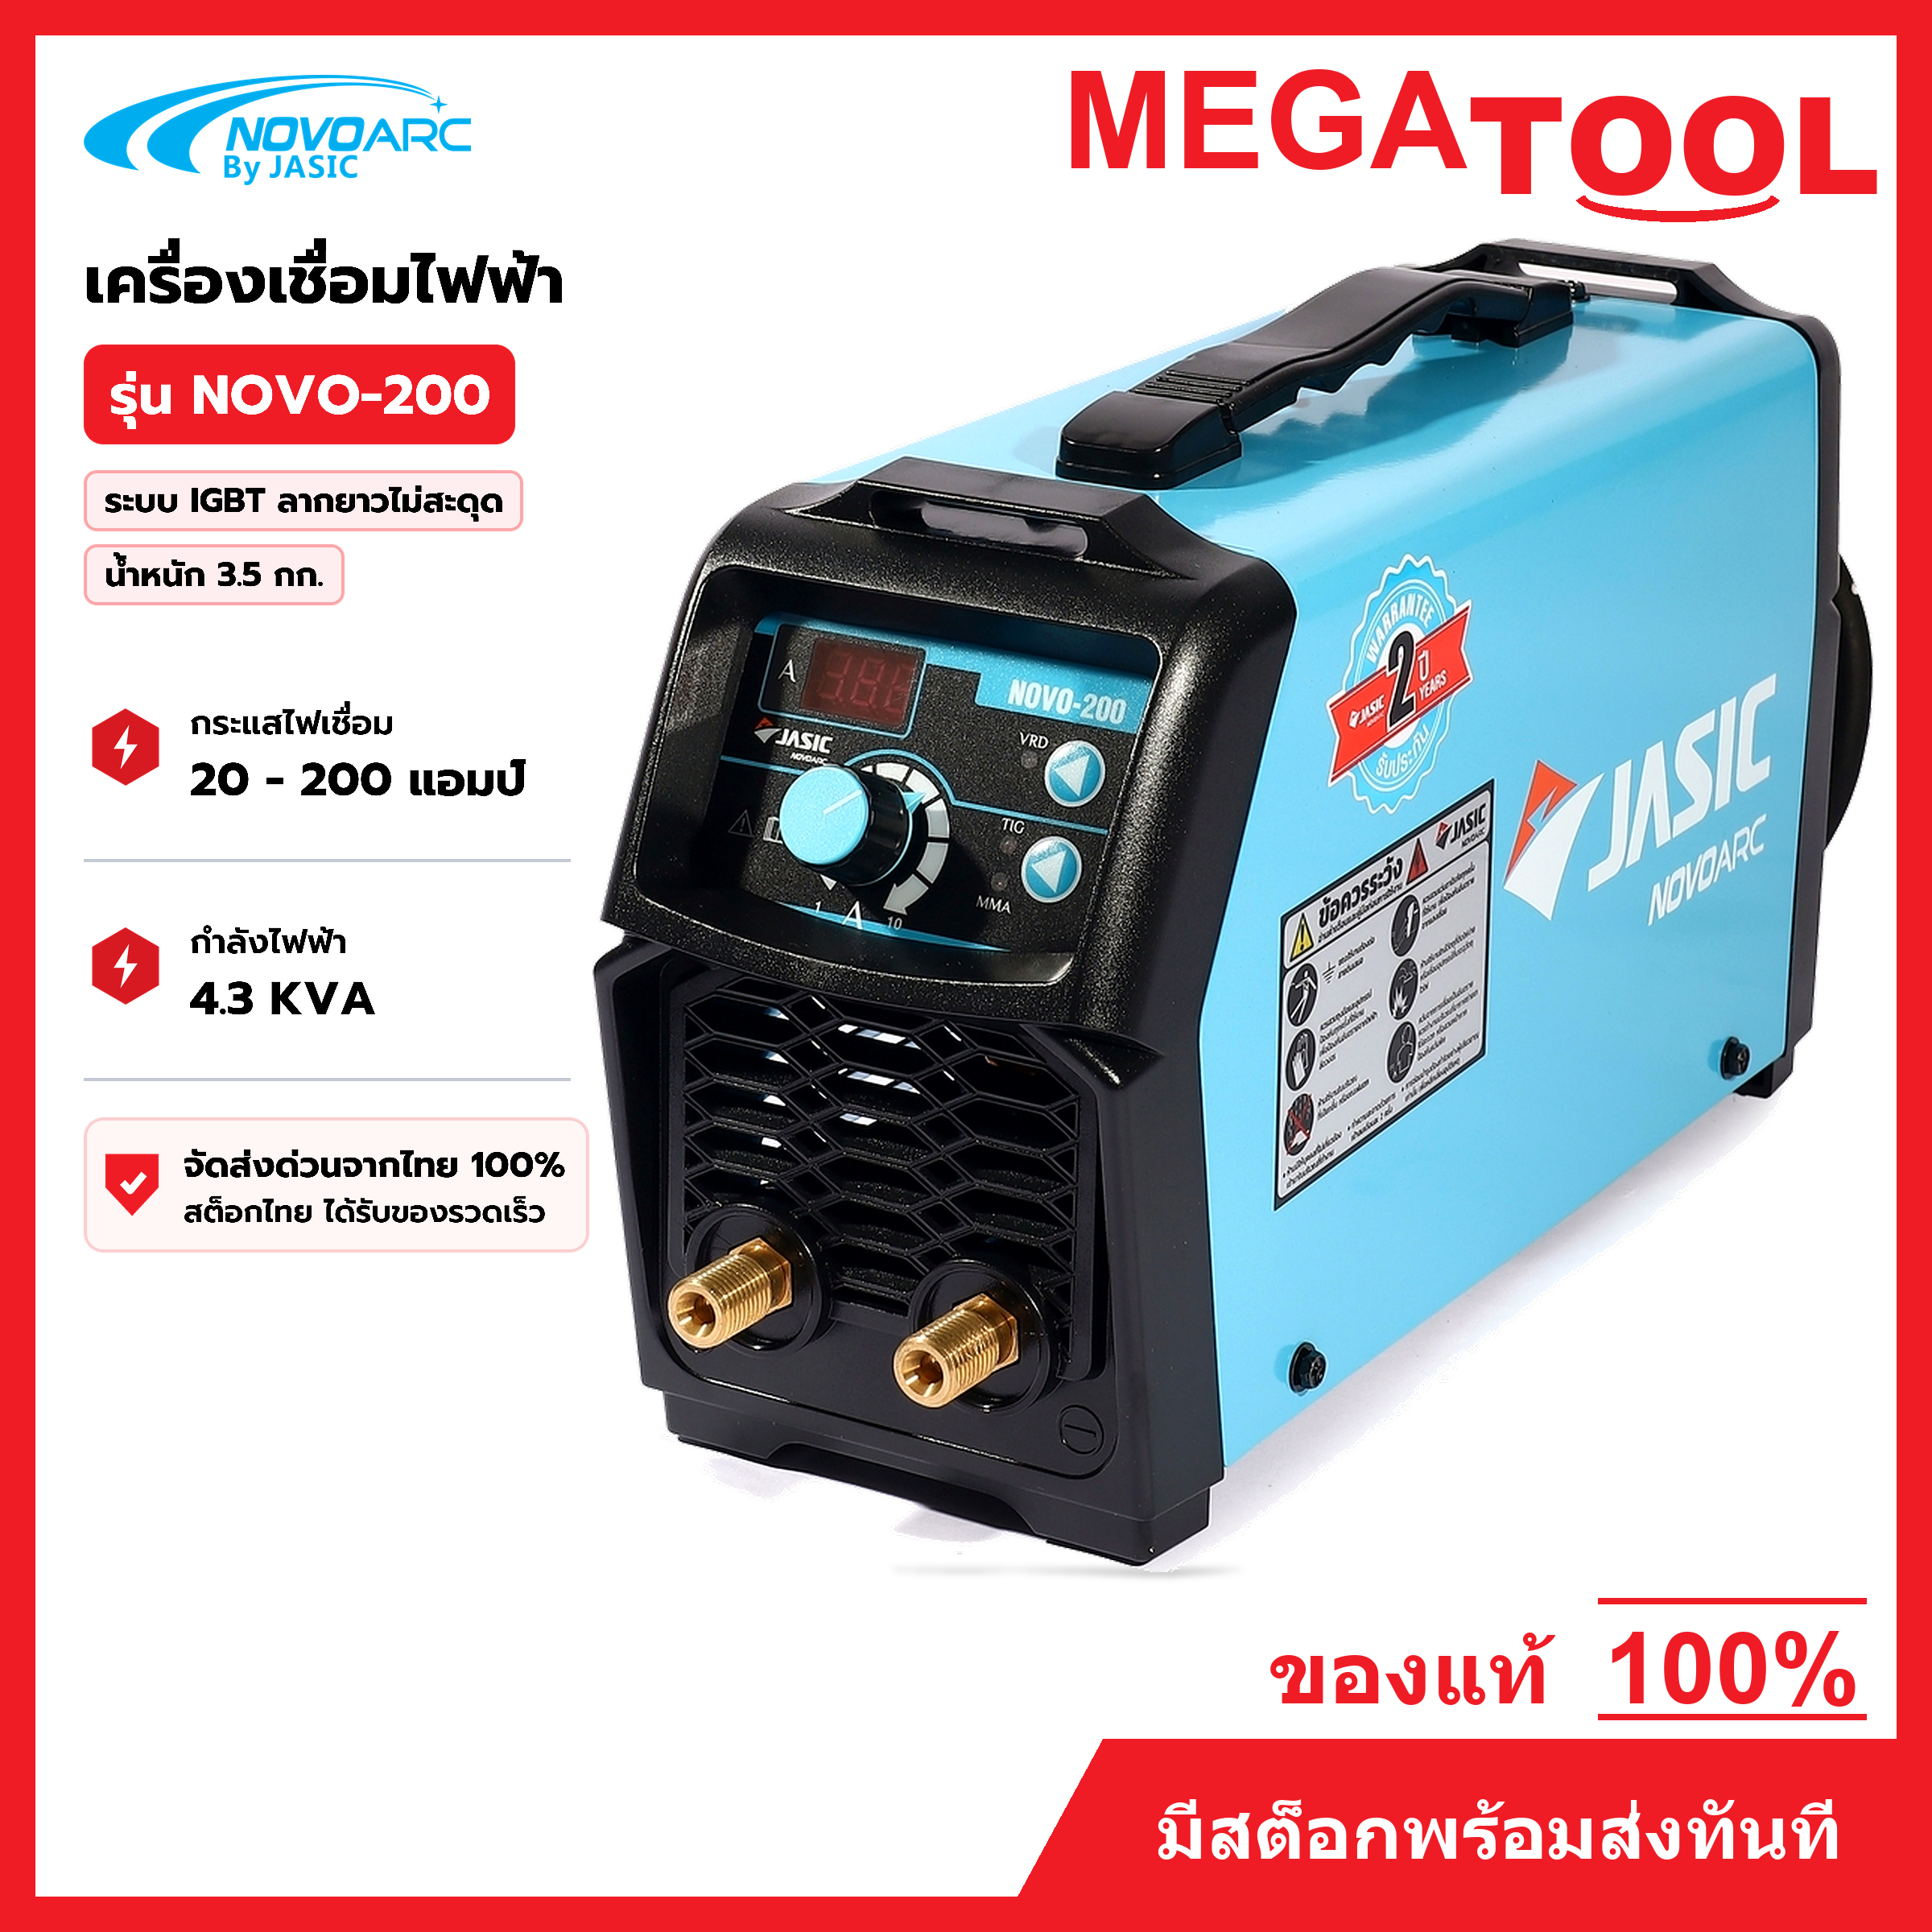 NOVOARC
By JASIC
MEGATOOL
เครื่องเชื่อมไฟฟ้า
รุ่น NOVO-200
ระบบ IGBT ลากยาวไม่สะดุด
น้ำหนัก 3.5 กก.
กระแสไฟเชื่อม
20 - 200 แอมป์
กำลังไฟฟ้า
4.3 KVA
จัดส่งด่วนจากไทย 100%
สต็อกไทย ได้รับของรวดเร็ว
A
NOVO-200
JASIC
NOVOARC
VRD
TIG
MMA
1
A
10
WARRANTEE
JASIC
2 ปี
YEARS
รับประกัน
JASIC
NOVOARC
ข้อควรระวัง
JASIC
NOVOARC
ของแท้ 100%
มีสต็อกพร้อมส่งทันที